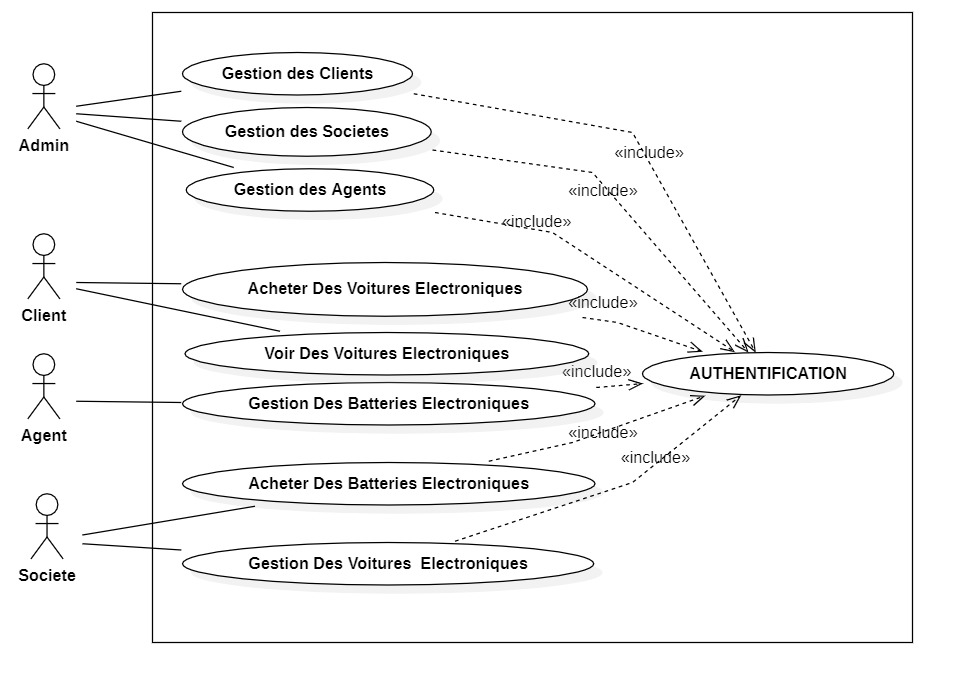 Gestion des Clients
Admin
Gestion des Societes
«include»
Gestion des Agents
«include»
«include»
Client
Acheter Des Voitures Electroniques
«include»
Voir Des Voitures Electroniques
«include»
AUTHENTIFICATION
Agent
Gestion Des Batteries Electroniques
«include»
«include»
Acheter Des Batteries Electroniques
Societe
Gestion Des Voitures  Electroniques